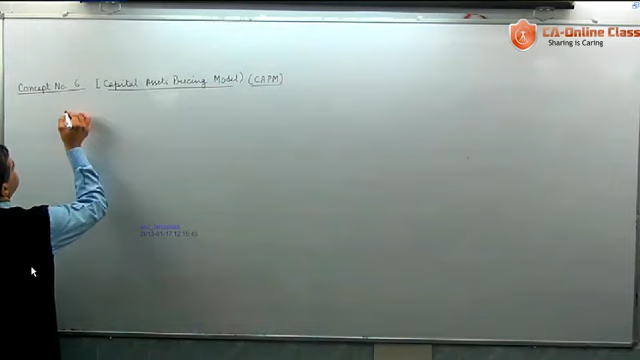 CA-Online Class
Sharing is Caring
Concept No. 6 [Capital Assets Pricing Model) (CAPM]
2013-01-17 12:15:45